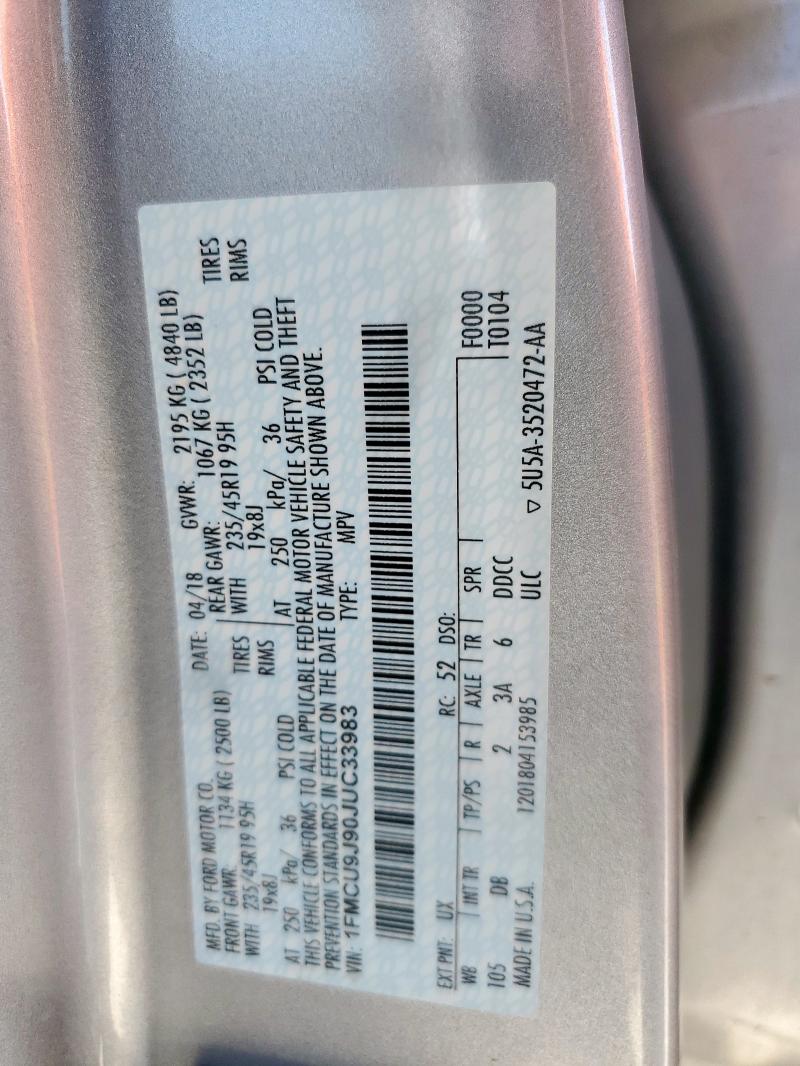 MFD. BY FORD MOTOR CO.
DATE: 04/18 GVWR: 2195 KG ( 4840 LB)
FRONT GAWR: 1134 KG ( 2500 LB) REAR GAWR: 1067 KG ( 2352 LB)
WITH 235/45R19 95H TIRES WITH 235/45R19 95H TIRES
19x8J RIMS 19x8J RIMS
AT 250 kPa/ 36 PSI COLD AT 250 kPa/ 36 PSI COLD
THIS VEHICLE CONFORMS TO ALL APPLICABLE FEDERAL MOTOR VEHICLE SAFETY AND THEFT
PREVENTION STANDARDS IN EFFECT ON THE DATE OF MANUFACTURE SHOWN ABOVE.
VIN: 1FMCU9J90JUC33983 TYPE: MPV
EXT PNT: UX RC: 52 DSO:
WB | INT TR | TP/PS | R | AXLE | TR | SPR | F0000
105 DB 2 3A 6 DDCC T0104
MADE IN U.S.A. 1201804153985 ULC
▽ 5U5A-3520472-AA